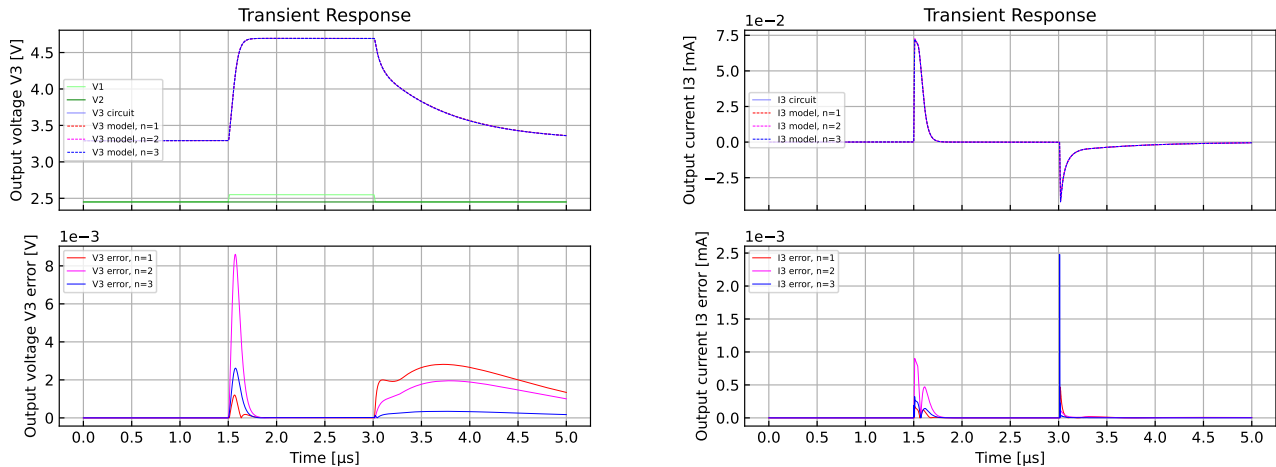 Transient Response
Output voltage V3 [V]
4.5
4.0
3.5
3.0
2.5
V1
V2
V3 circuit
V3 model, n=1
V3 model, n=2
V3 model, n=3
Transient Response
1e−2
Output current I3 [mA]
7.5
5.0
2.5
0.0
−2.5
I3 circuit
I3 model, n=1
I3 model, n=2
I3 model, n=3
1e−3
Output voltage V3 error [V]
8
6
4
2
0
V3 error, n=1
V3 error, n=2
V3 error, n=3
0.0 0.5 1.0 1.5 2.0 2.5 3.0 3.5 4.0 4.5 5.0
Time [μs]
1e−3
Output current I3 error [mA]
2.5
2.0
1.5
1.0
0.5
0.0
I3 error, n=1
I3 error, n=2
I3 error, n=3
0.0 0.5 1.0 1.5 2.0 2.5 3.0 3.5 4.0 4.5 5.0
Time [μs]